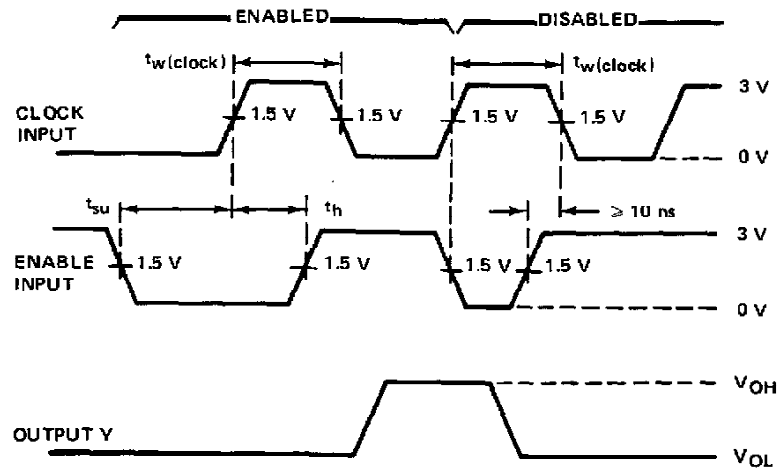 ENABLED
DISABLED
tw(clock)
tw(clock)
3 V
CLOCK
INPUT
1.5 V
1.5 V
1.5 V
1.5 V
0 V
tsu
th
≥ 10 ns
3 V
ENABLE
INPUT
1.5 V
1.5 V
1.5 V
1.5 V
0 V
VOH
OUTPUT Y
VOL